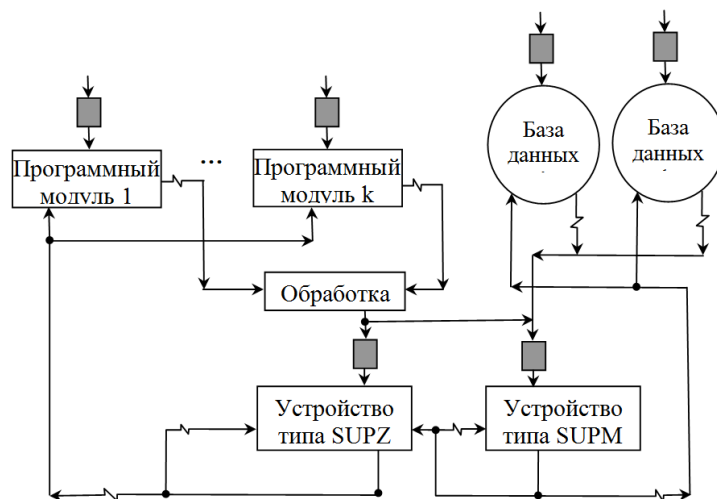 База
данных
База
данных
Программный
модуль 1
...
Программный
модуль k
Обработка
Устройство
типа SUPZ
Устройство
типа SUPM